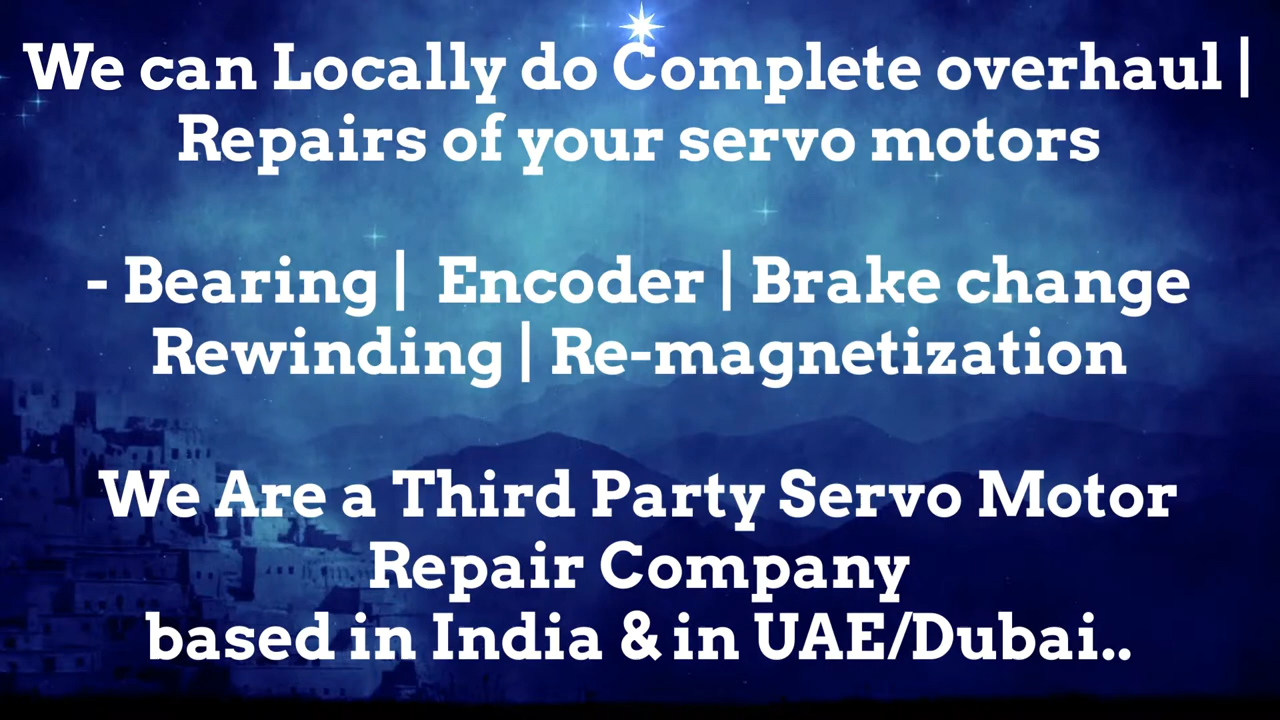 We can Locally do Complete overhaul |
Repairs of your servo motors
- Bearing | Encoder | Brake change
Rewinding | Re-magnetization
We Are a Third Party Servo Motor
Repair Company
based in India & in UAE/Dubai..